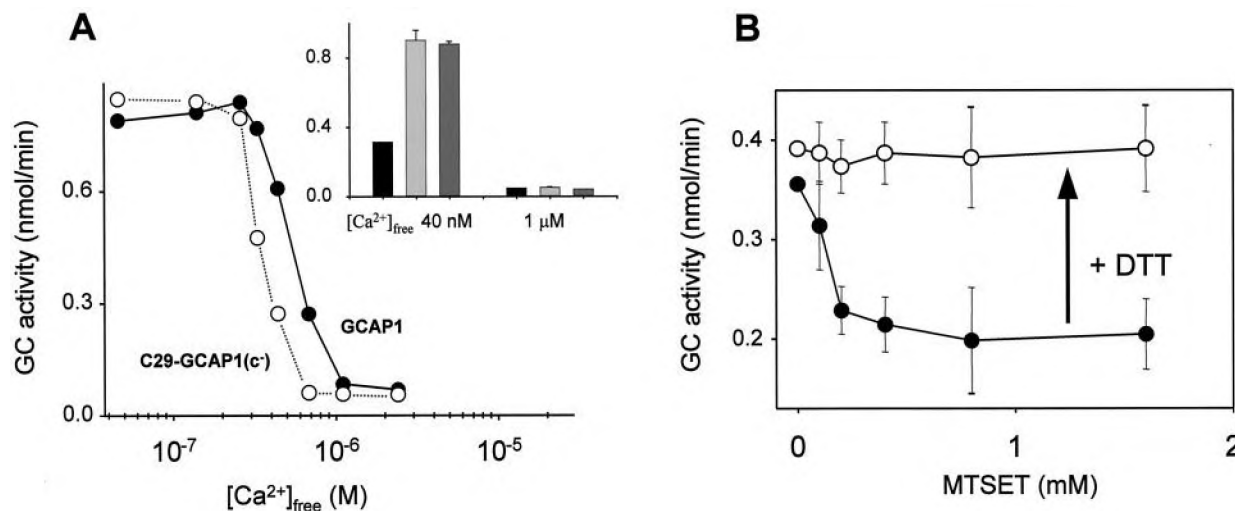 A
B
0.8
0.4
0.0
[Ca²⁺]free 40 nM 1 μM
GC activity (nmol/min)
0.6
0.3
0.0
GCAP1
C29-GCAP1(c⁻)
10⁻⁷ 10⁻⁶ 10⁻⁵
[Ca²⁺]free (M)
GC activity (nmol/min)
0.4
0.3
0.2
+ DTT
0 1 2
MTSET (mM)